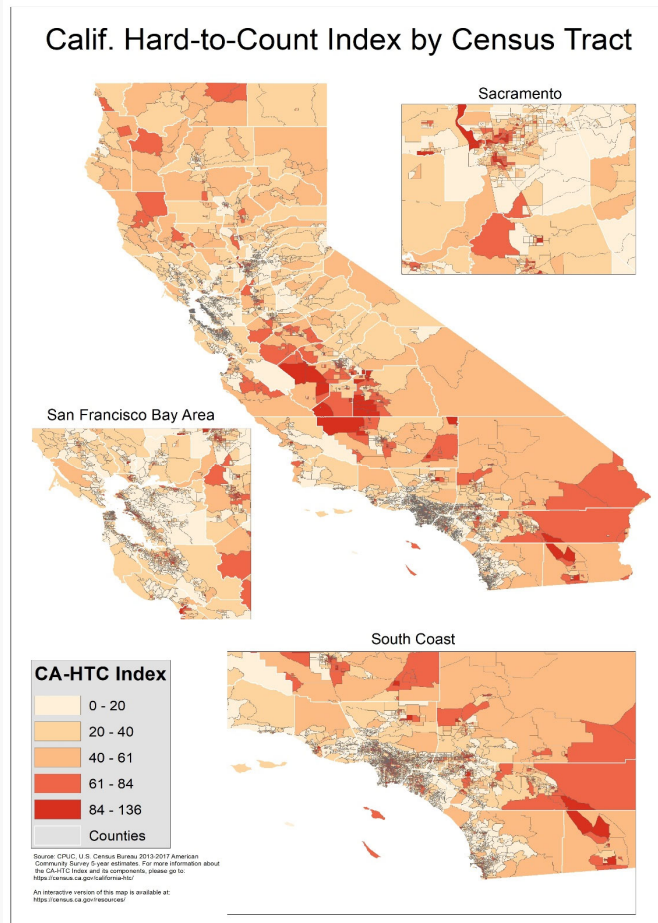 Calif. Hard-to-Count Index by Census Tract
Sacramento
San Francisco Bay Area
South Coast
CA-HTC Index
0 - 20
20 - 40
40 - 61
61 - 84
84 - 136
Counties
Source: CPUC, U.S. Census Bureau 2013-2017 American
Community Survey 5-year estimates. For more information about
the CA-HTC Index and its components, please go to:
https://census.ca.gov/california-htc/
An interactive version of this map is available at:
https://census.ca.gov/resources/